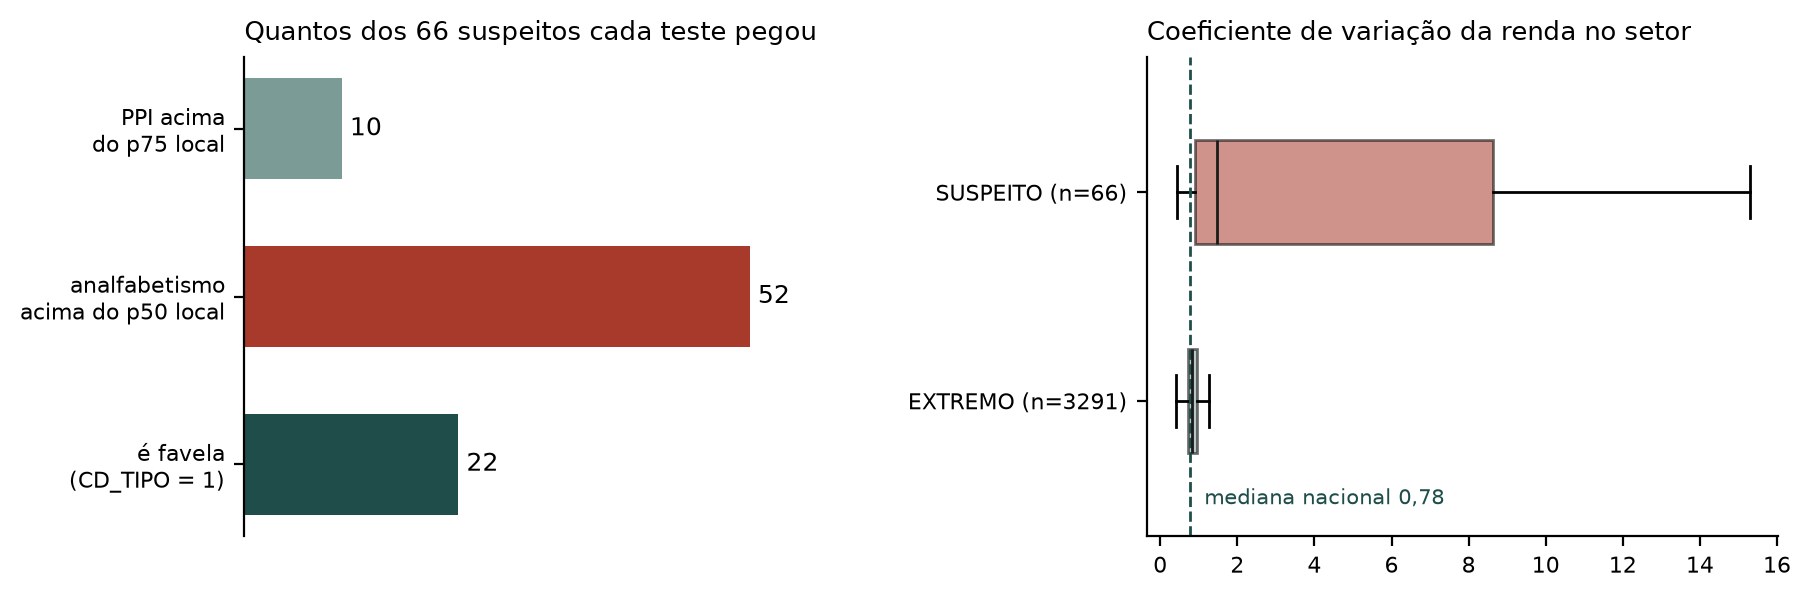 Quantos dos 66 suspeitos cada teste pegou
PPI acima
do p75 local
10
analfabetismo
acima do p50 local
52
é favela
(CD_TIPO = 1)
22
Coeficiente de variação da renda no setor
SUSPEITO (n=66)
EXTREMO (n=3291)
mediana nacional 0,78
0 2 4 6 8 10 12 14 16